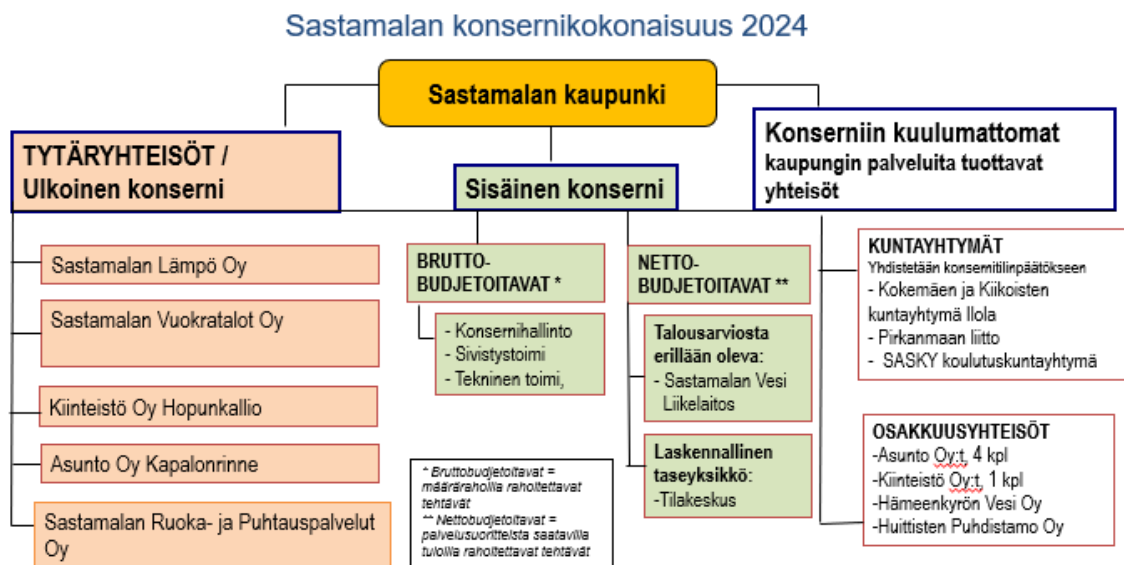 Sastamalan konsernikokonaisuus 2024
Sastamalan kaupunki
TYTÄRYHTEISÖT /
Ulkoinen konserni
Sastamalan Lämpö Oy
Sastamalan Vuokratalot Oy
Kiinteistö Oy Hopunkallio
Asunto Oy Kapalonrinne
Sastamalan Ruoka- ja Puhtauspalvelut
Oy
Sisäinen konserni
BRUTTO-
BUDJETOITAVAT *
- Konsernihallinto
- Sivistystoimi
- Tekninen toimi,
* Bruttobudjetoitavat =
määrärahoilla rahoitettavat
tehtävät
** Nettobudjetoitavat =
palvelusuoritteista saatavilla
tuloilla rahoitettavat tehtävät
NETTO-
BUDJETOITAVAT **
Talousarviosta
erillään oleva:
- Sastamalan Vesi
Liikelaitos
Laskennallinen
taseyksikkö:
-Tilakeskus
Konserniin kuulumattomat
kaupungin palveluita tuottavat
yhteisöt
KUNTAYHTYMÄT
Yhdistetään konsernitilinpäätökseen
- Kokemäen ja Kiikoisten
kuntayhtymä Ilola
- Pirkanmaan liitto
- SASKY koulutuskuntayhtymä
OSAKKUUSYHTEISÖT
-Asunto Oy:t, 4 kpl
-Kiinteistö Oy:t, 1 kpl
-Hämeenkyrön Vesi Oy
-Huittisten Puhdistamo Oy